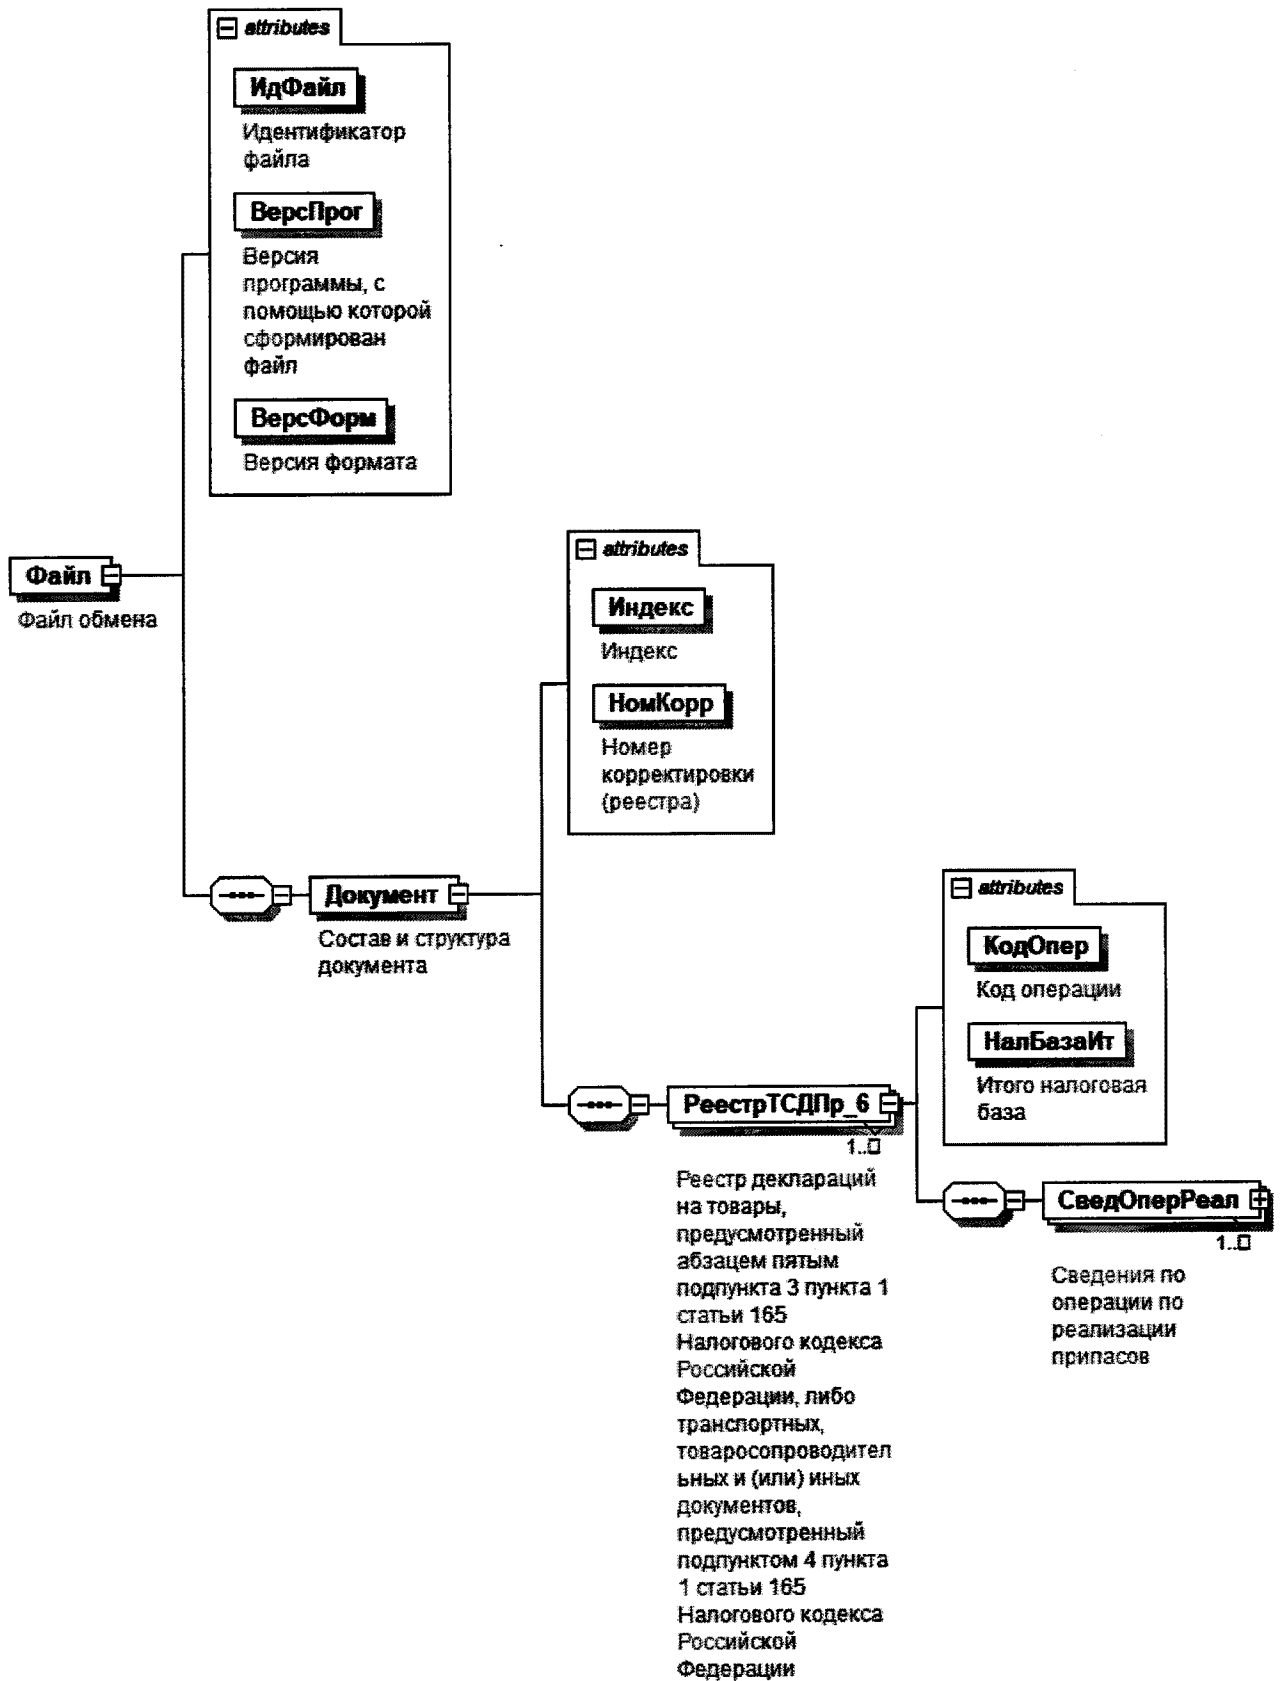 attributes
ИдФайл
Идентификатор
файла
ВерсПрог
Версия
программы, с
помощью которой
сформирован
файл
ВерсФорм
Версия формата
Файл
Файл обмена
attributes
Индекс
Индекс
НомКорр
Номер
корректировки
(реестра)
Документ
Состав и структура
документа
attributes
КодОпер
Код операции
НалБазаИт
Итого налоговая
база
РеестрТСДПр_6
1..
Реестр деклараций
на товары,
предусмотренный
абзацем пятым
подпункта 3 пункта 1
статьи 165
Налогового кодекса
Российской
Федерации, либо
транспортных,
товаросопроводител
ьных и (или) иных
документов,
предусмотренный
подпунктом 4 пункта
1 статьи 165
Налогового кодекса
Российской
Федерации
СведОперРеал
1..
Сведения по
операции по
реализации
припасов